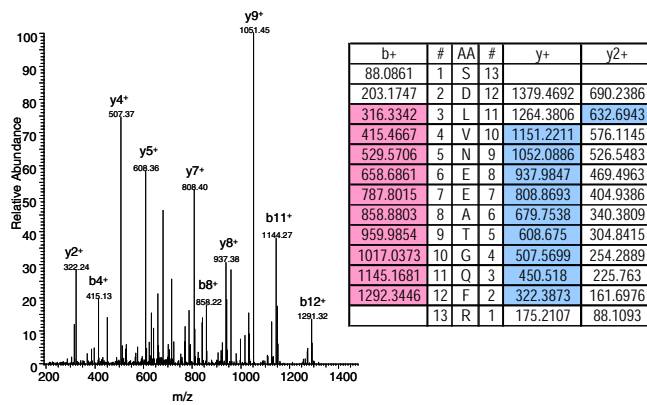 y9+
1051.45
y4+
507.37
y5+
608.36
y7+
808.40
b11+
1144.27
y8+
937.38
y2+
322.24
b4+
415.13
b8+
858.22
b12+
1291.32
100
90
80
70
60
50
40
30
20
10
0
Relative Abundance
200 400 600 800 1000 1200 1400
m/z
b+ # AA # y+ y2+
88.0861 1 S 13
203.1747 2 D 12 1379.4692 690.2386
316.3342 3 L 11 1264.3806 632.6943
415.4667 4 V 10 1151.2211 576.1145
529.5706 5 N 9 1052.0886 526.5483
658.6861 6 E 8 937.9847 469.4963
787.8015 7 E 7 808.8693 404.9386
858.8803 8 A 6 679.7538 340.3809
959.9854 9 T 5 608.675 304.8415
1017.0373 10 G 4 507.5699 254.2889
1145.1681 11 Q 3 450.518 225.763
1292.3446 12 F 2 322.3873 161.6976
13 R 1 175.2107 88.1093